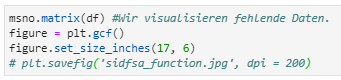 msno.matrix(df) #Wir visualisieren fehlende Daten.
figure = plt.gcf()
figure.set_size_inches(17, 6)
# plt.savefig('sidfsa_function.jpg', dpi = 200)